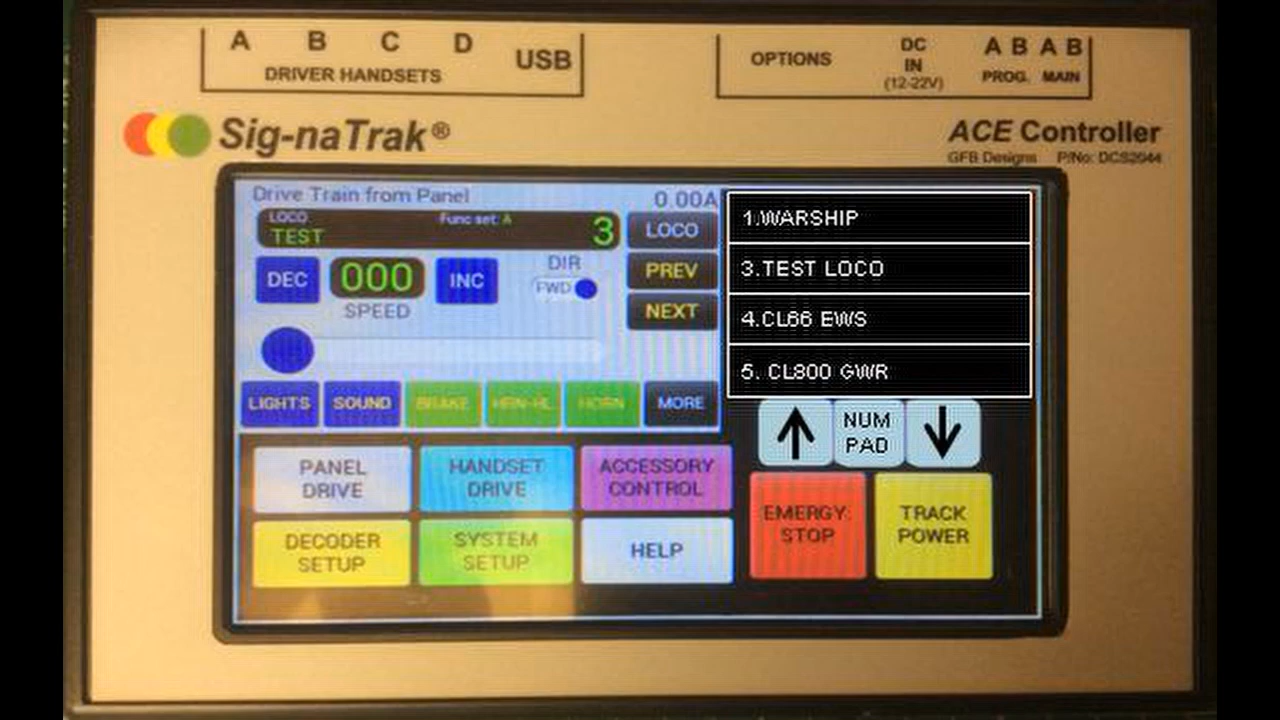 A B C D USB
DRIVER HANDSETS
OPTIONS
DC
IN
(12-22V)
A B A B
PROG. MAIN
Sig-naTrak®
ACE Controller
GFB Designs P/No: DCS2044
Drive Train from Panel 0.00A
LOCO Func set: A
TEST 3
LOCO
PREV
NEXT
DEC 000 INC
SPEED
DIR
FWD
LIGHTS SOUND BRAKE HRN-HL HORN MORE
1.WARSHIP
3.TEST LOCO
4.CL66 EWS
5. CL800 GWR
NUM
PAD
PANEL
DRIVE
HANDSET
DRIVE
ACCESSORY
CONTROL
DECODER
SETUP
SYSTEM
SETUP
HELP
EMERGY.
STOP
TRACK
POWER